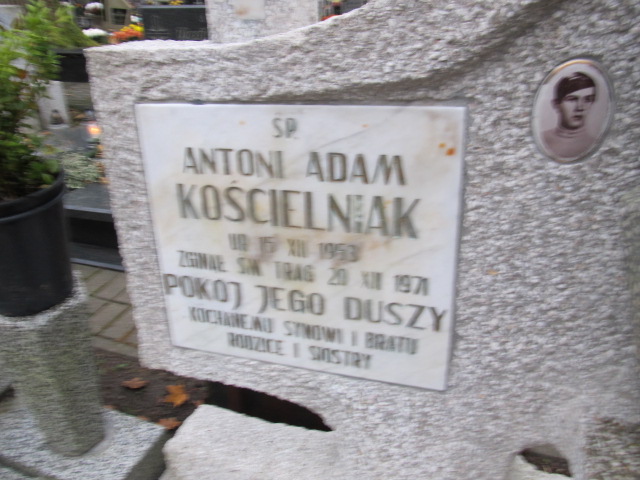 ŚP.
ANTONI ADAM
KOŚCIELNIAK
UR 15 XII 1953
ZGINĄŁ ŚM. TRAG 20 XII 1971
POKÓJ JEGO DUSZY
KOCHANEMU SYNOWI I BRATU
RODZICE I SIOSTRY